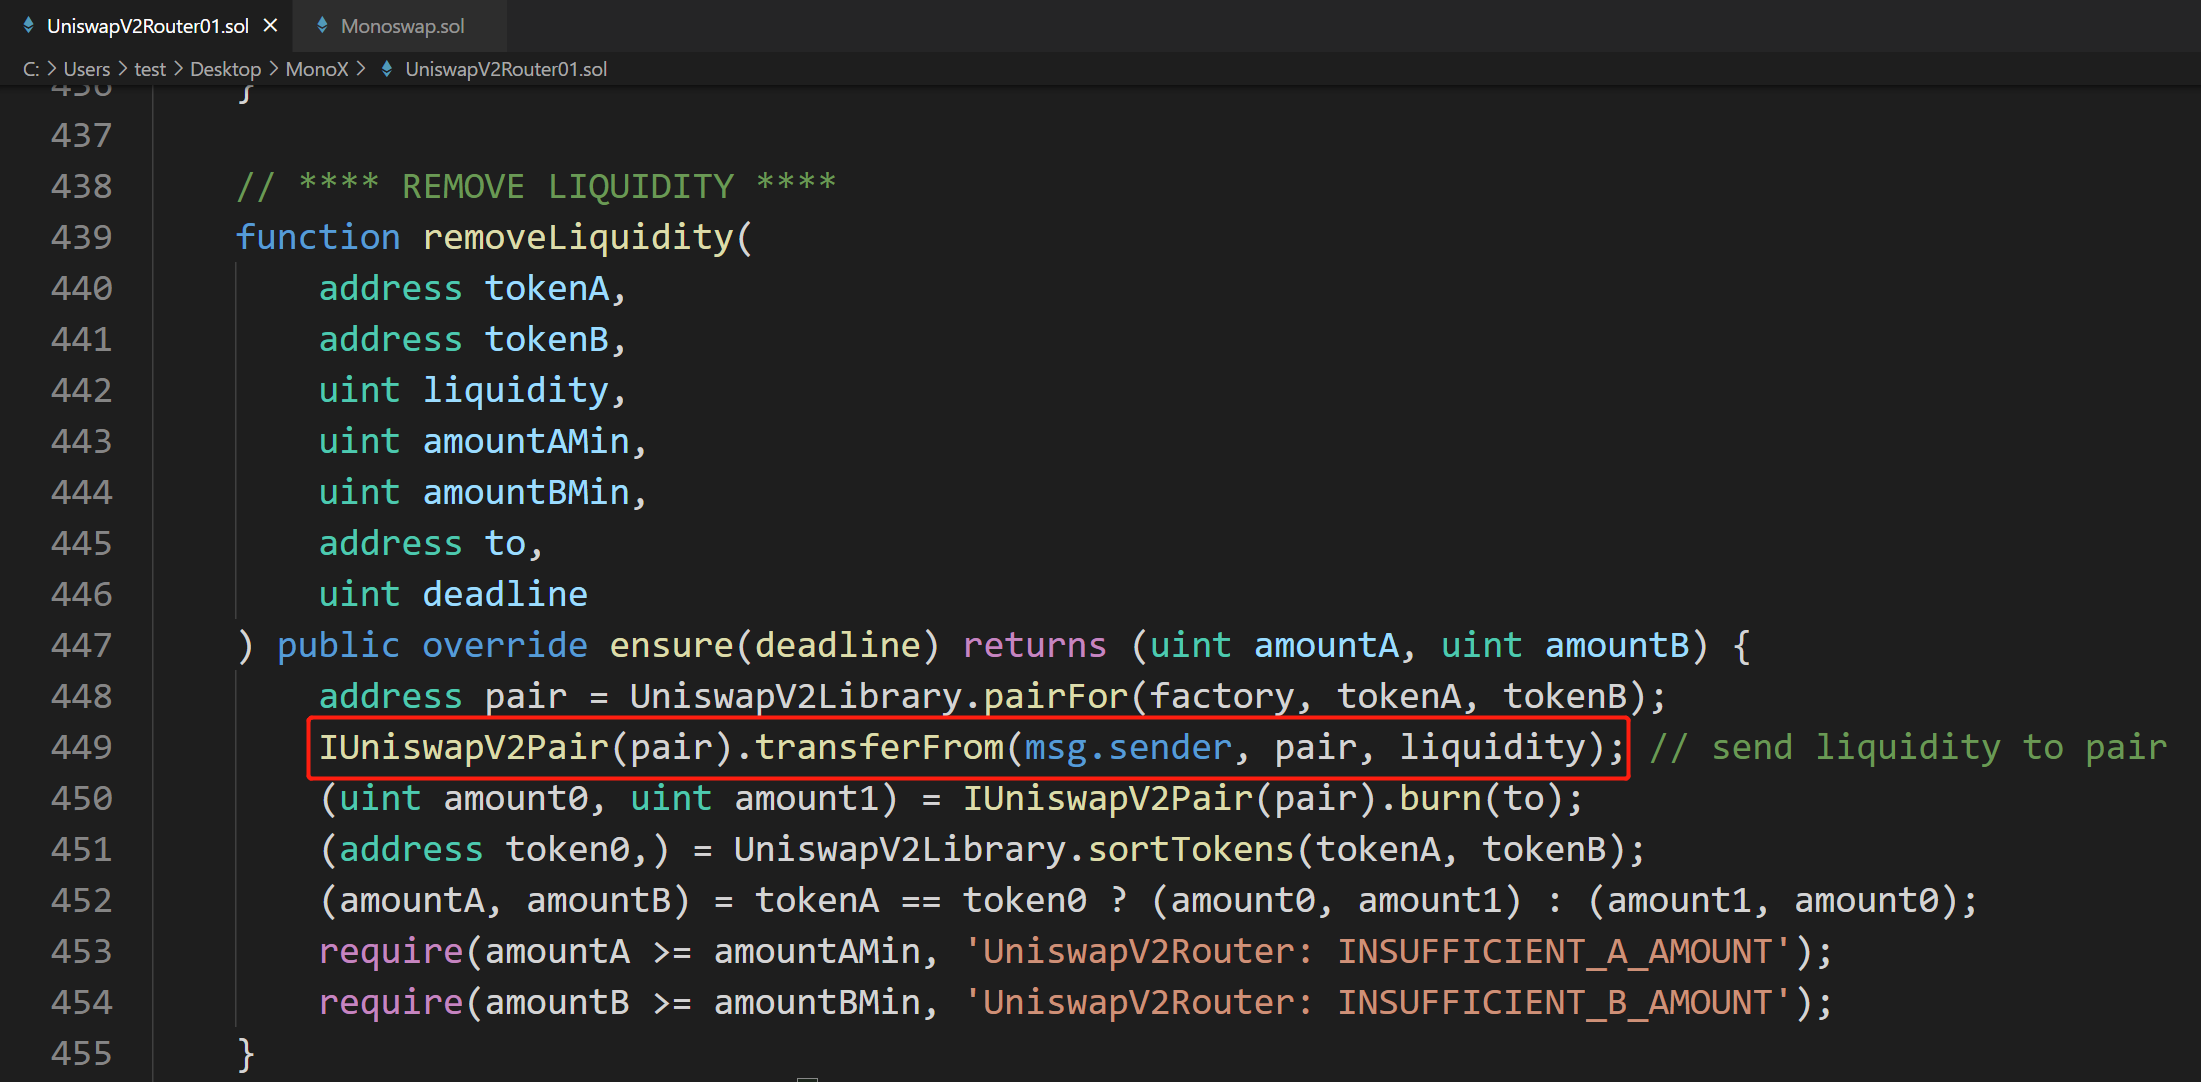 UniswapV2Router01.sol ×
Monoswap.sol
C: > Users > test > Desktop > MonoX > UniswapV2Router01.sol
436 }
437
438 // **** REMOVE LIQUIDITY ****
439 function removeLiquidity(
440 address tokenA,
441 address tokenB,
442 uint liquidity,
443 uint amountAMin,
444 uint amountBMin,
445 address to,
446 uint deadline
447 ) public override ensure(deadline) returns (uint amountA, uint amountB) {
448 address pair = UniswapV2Library.pairFor(factory, tokenA, tokenB);
449 IUniswapV2Pair(pair).transferFrom(msg.sender, pair, liquidity); // send liquidity to pair
450 (uint amount0, uint amount1) = IUniswapV2Pair(pair).burn(to);
451 (address token0,) = UniswapV2Library.sortTokens(tokenA, tokenB);
452 (amountA, amountB) = tokenA == token0 ? (amount0, amount1) : (amount1, amount0);
453 require(amountA >= amountAMin, 'UniswapV2Router: INSUFFICIENT_A_AMOUNT');
454 require(amountB >= amountBMin, 'UniswapV2Router: INSUFFICIENT_B_AMOUNT');
455 }